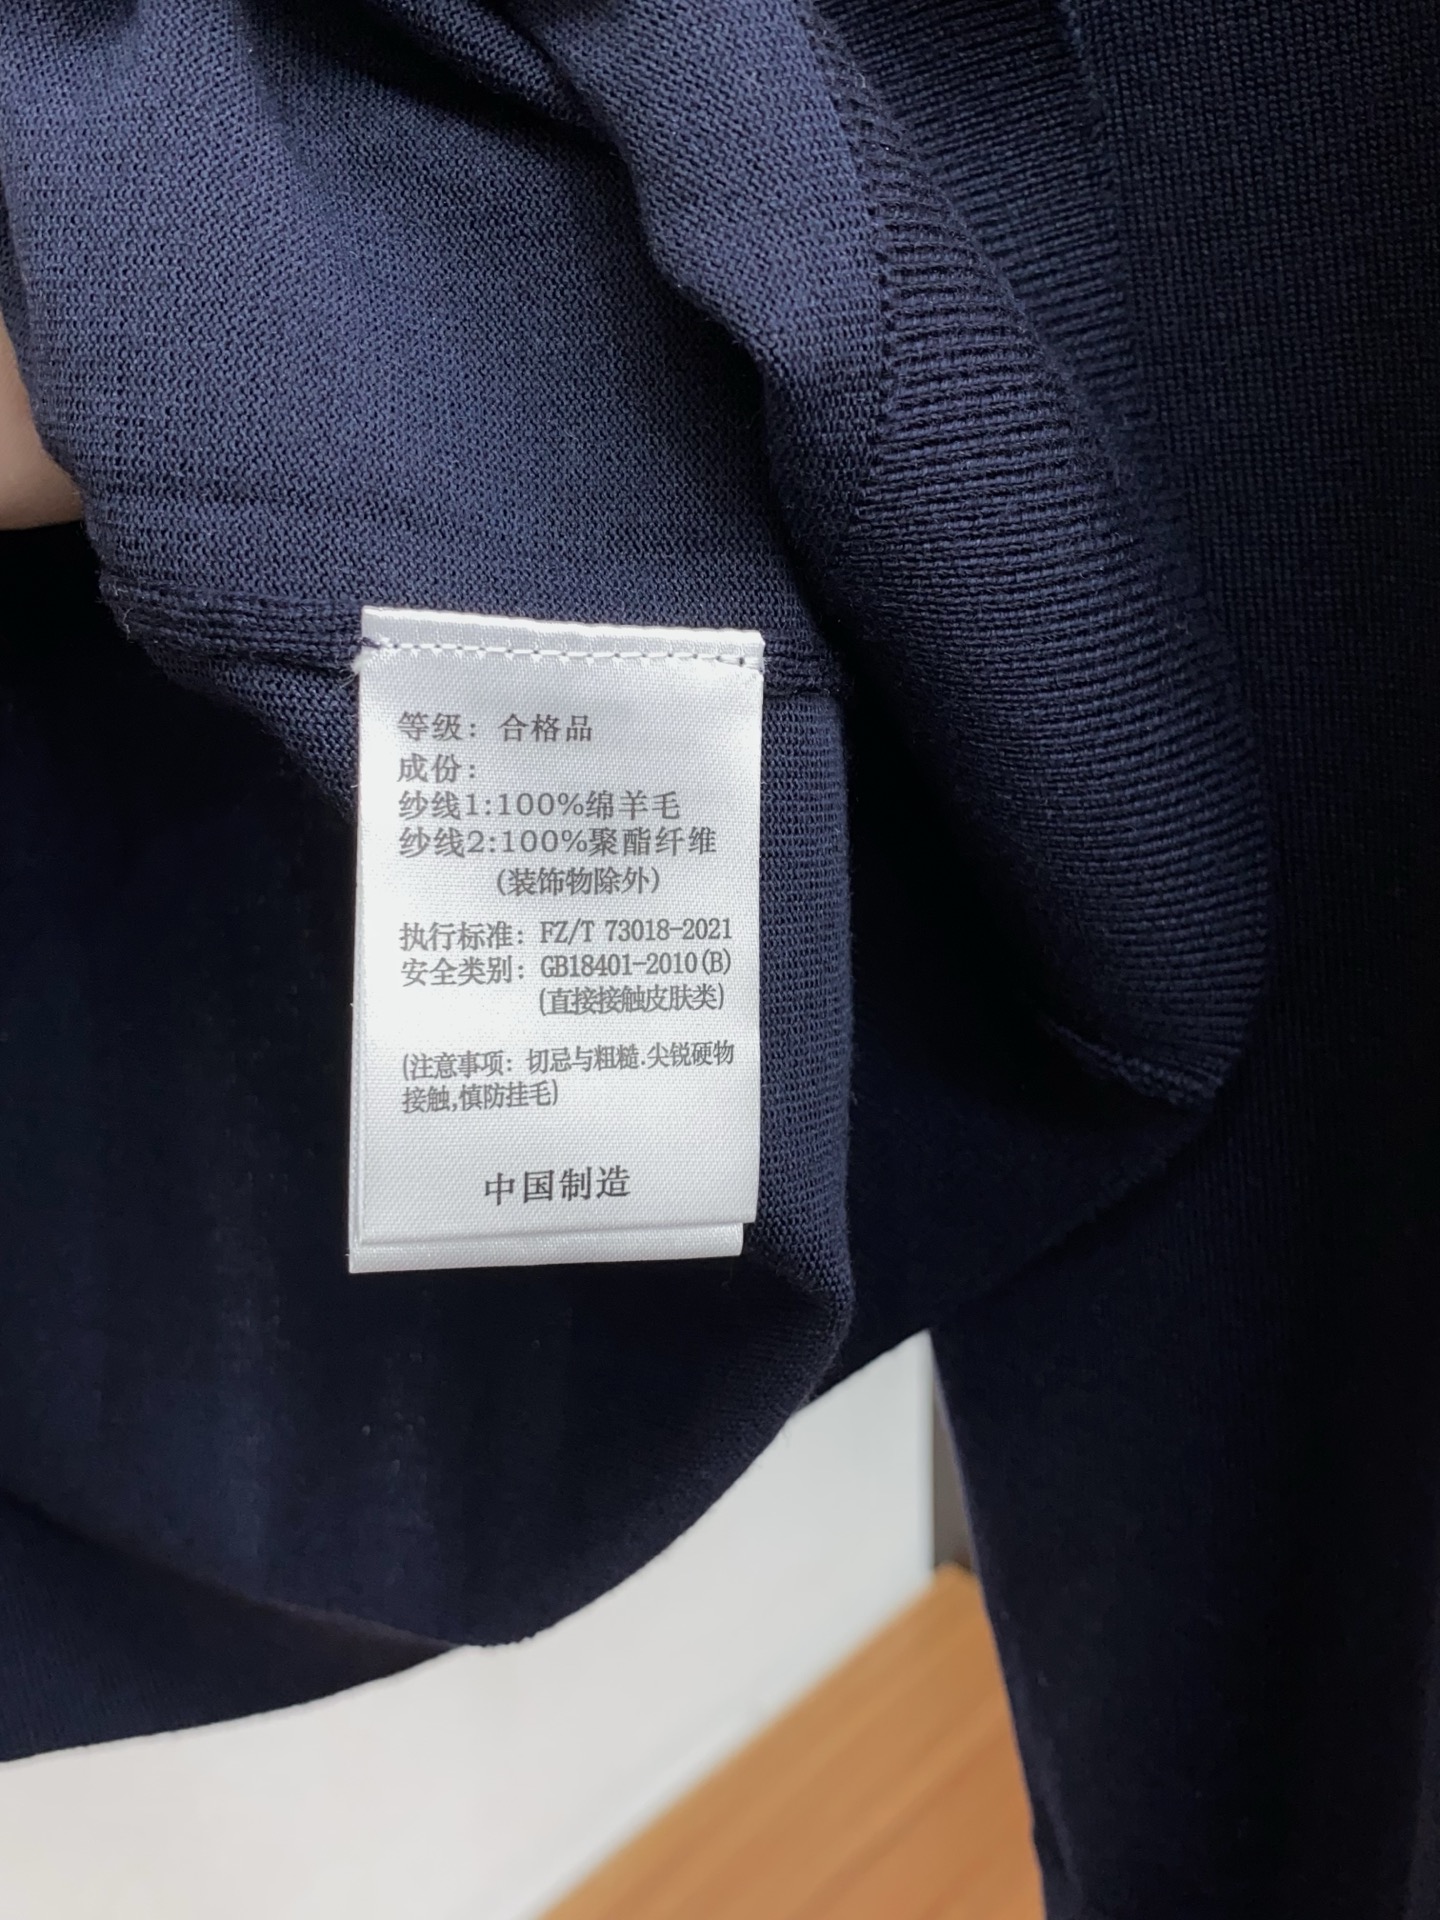 等级：合格品
成份：
纱线1:100%绵羊毛
纱线2:100%聚酯纤维
(装饰物除外)
执行标准：FZ/T 73018-2021
安全类别：GB18401-2010(B)
(直接接触皮肤类)
(注意事项：切忌与粗糙.尖锐硬物
接触,慎防挂毛)
中国制造